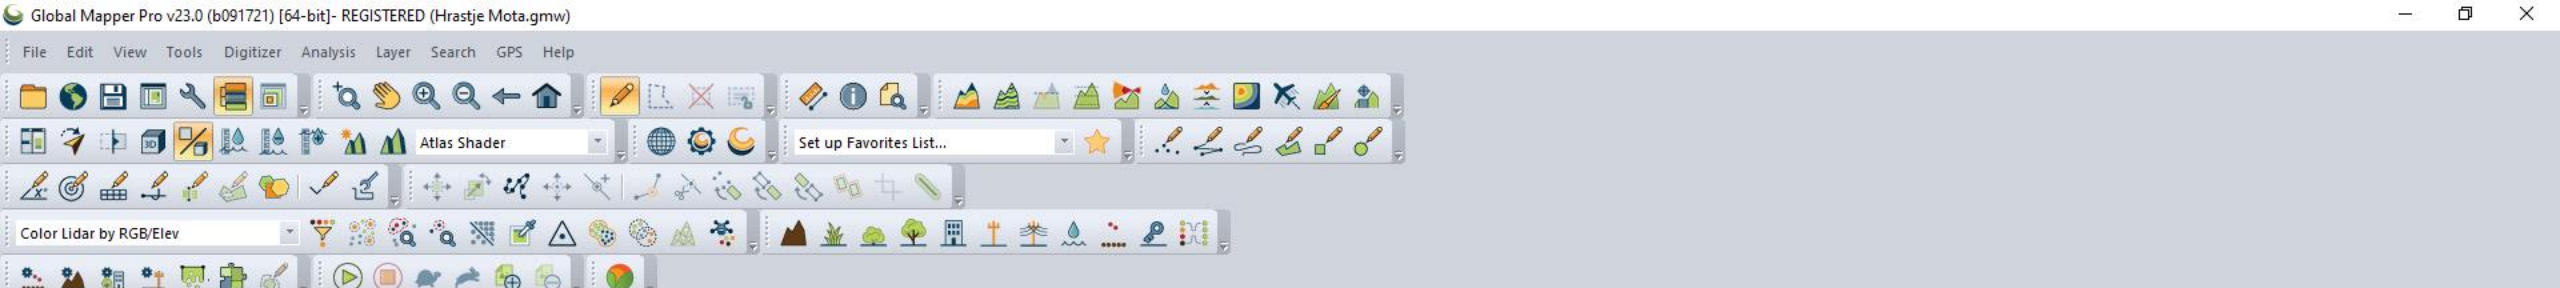 Global Mapper Pro v23.0 (b091721) [64-bit]- REGISTERED (Hrastje Mota.gmw)
File Edit View Tools Digitizer Analysis Layer Search GPS Help
3D Atlas Shader Set up Favorites List...
Color Lidar by RGB/Elev